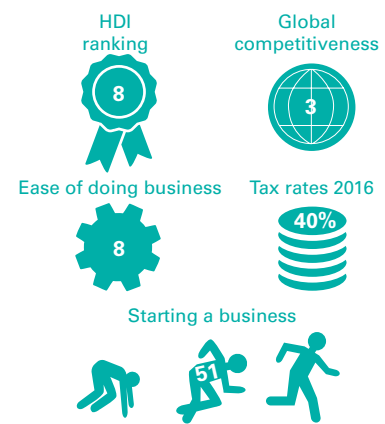 HDI
ranking
8
Global
competitiveness
3
Ease of doing business
8
Tax rates 2016
40%
Starting a business
51